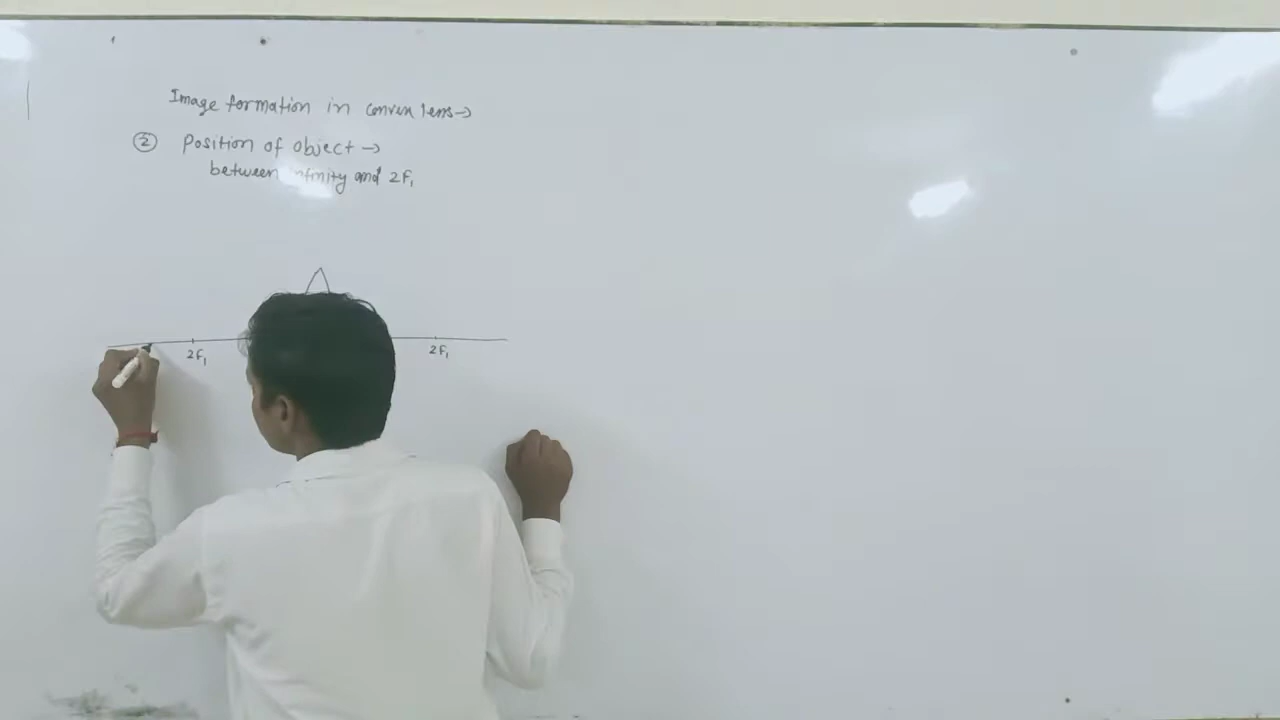 Image formation in convex lens→
② Position of object →
between infinity and 2F₁
2F₁ 2F₁